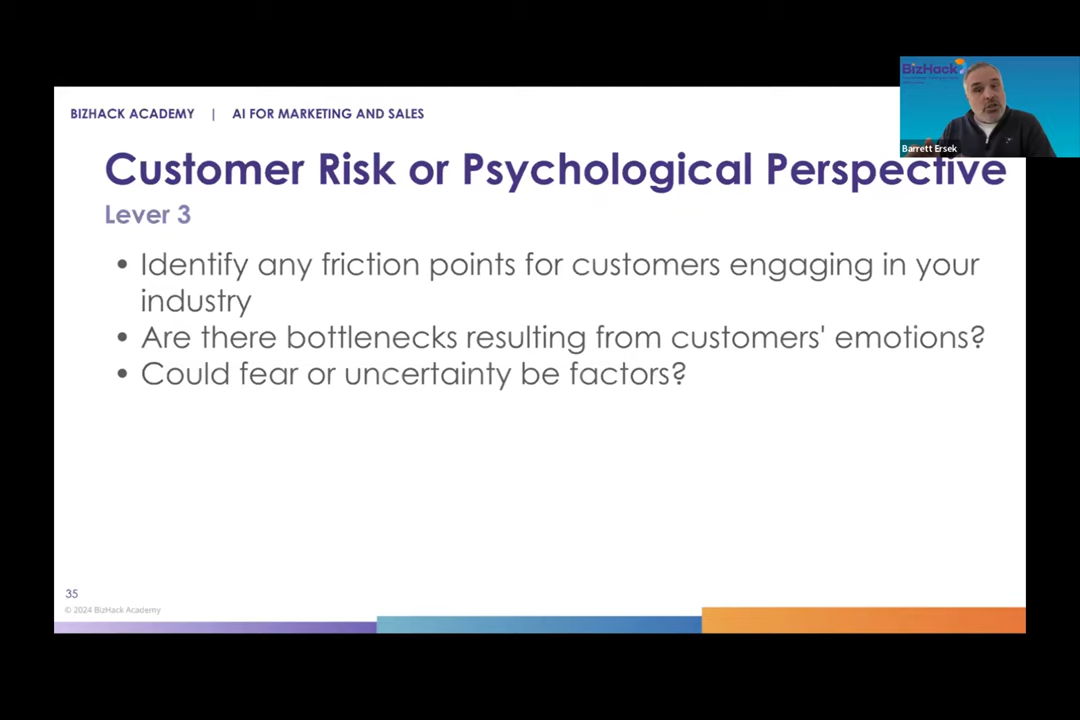 BIZHACK ACADEMY | AI FOR MARKETING AND SALES
BizHack
Barrett Ersek
Customer Risk or Psychological Perspective
Lever 3
• Identify any friction points for customers engaging in your
industry
• Are there bottlenecks resulting from customers' emotions?
• Could fear or uncertainty be factors?
35
© 2024 BizHack Academy